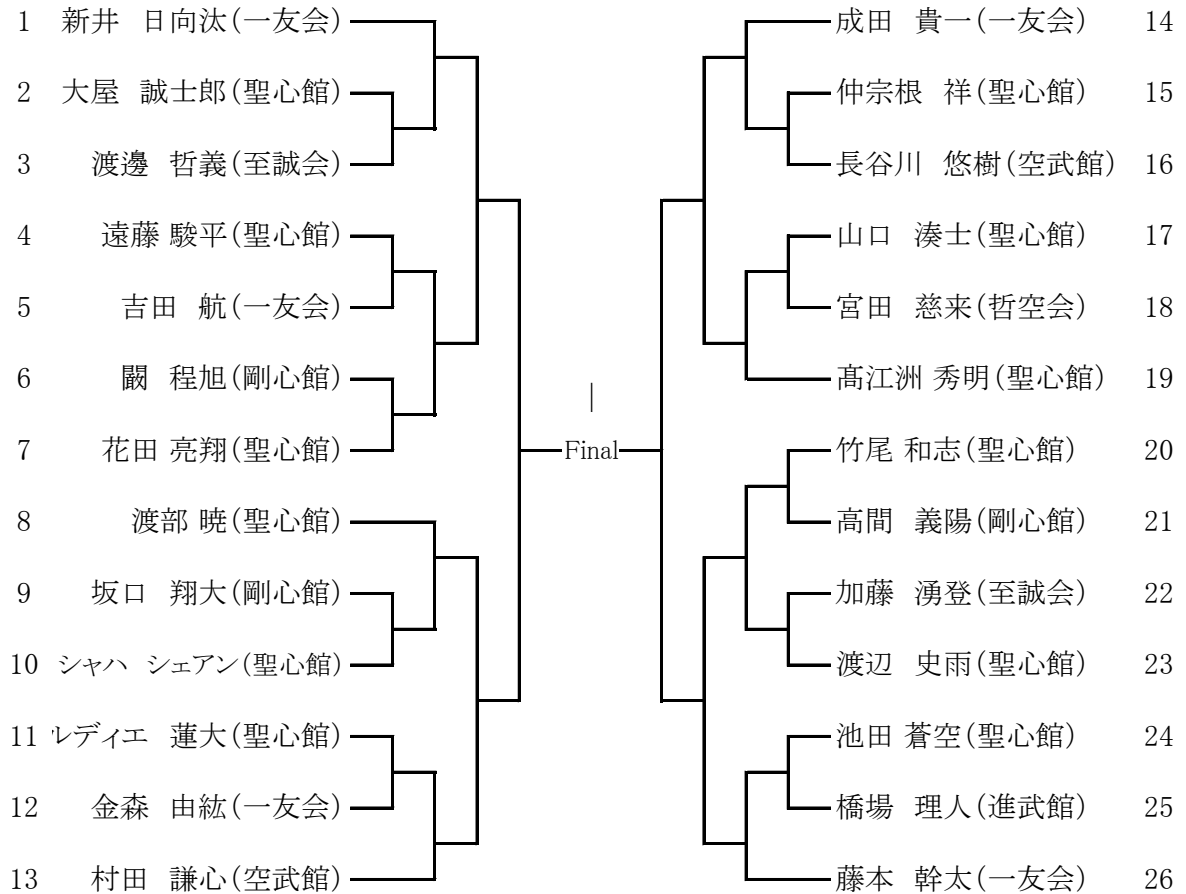 1 新井 日向汰(一友会)
2 大屋 誠士郎(聖心館)
3 渡邊 哲義(至誠会)
4 遠藤 駿平(聖心館)
5 吉田 航(一友会)
6 闞 程旭(剛心館)
7 花田 亮翔(聖心館)
8 渡部 暁(聖心館)
9 坂口 翔大(剛心館)
10 シャハ シェアン(聖心館)
11 ルディエ 蓮大(聖心館)
12 金森 由紘(一友会)
13 村田 謙心(空武館)
Final
成田 貴一(一友会) 14
仲宗根 祥(聖心館) 15
長谷川 悠樹(空武館) 16
山口 湊士(聖心館) 17
宮田 慈来(哲空会) 18
髙江洲 秀明(聖心館) 19
竹尾 和志(聖心館) 20
高間 義陽(剛心館) 21
加藤 湧登(至誠会) 22
渡辺 史雨(聖心館) 23
池田 蒼空(聖心館) 24
橋場 理人(進武館) 25
藤本 幹太(一友会) 26